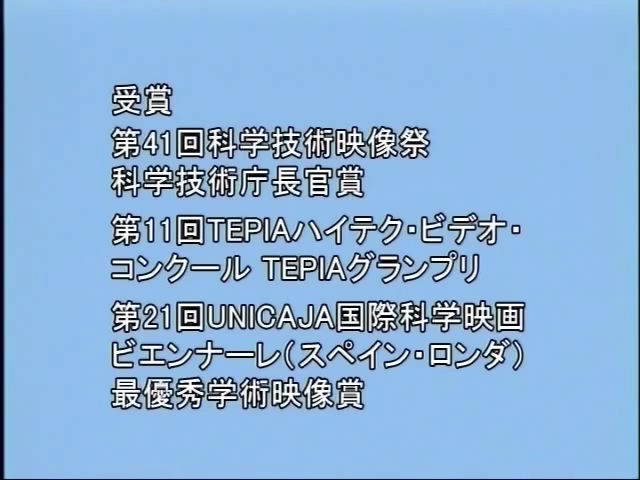 受賞
第41回科学技術映像祭
科学技術庁長官賞
第11回TEPIAハイテク・ビデオ・
コンクール TEPIAグランプリ
第21回UNICAJA国際科学映画
ビエンナーレ（スペイン・ロンダ）
最優秀学術映像賞